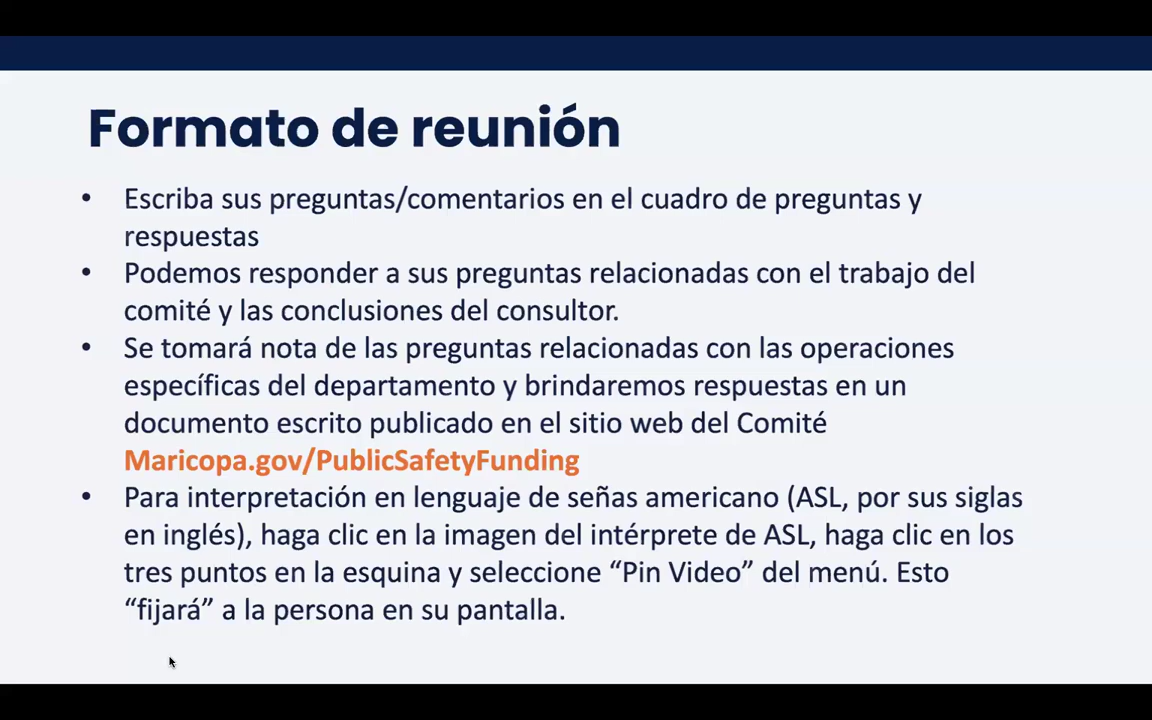 Formato de reunión
• Escriba sus preguntas/comentarios en el cuadro de preguntas y
respuestas
• Podemos responder a sus preguntas relacionadas con el trabajo del
comité y las conclusiones del consultor.
• Se tomará nota de las preguntas relacionadas con las operaciones
específicas del departamento y brindaremos respuestas en un
documento escrito publicado en el sitio web del Comité
Maricopa.gov/PublicSafetyFunding
• Para interpretación en lenguaje de señas americano (ASL, por sus siglas
en inglés), haga clic en la imagen del intérprete de ASL, haga clic en los
tres puntos en la esquina y seleccione “Pin Video” del menú. Esto
“fijará” a la persona en su pantalla.